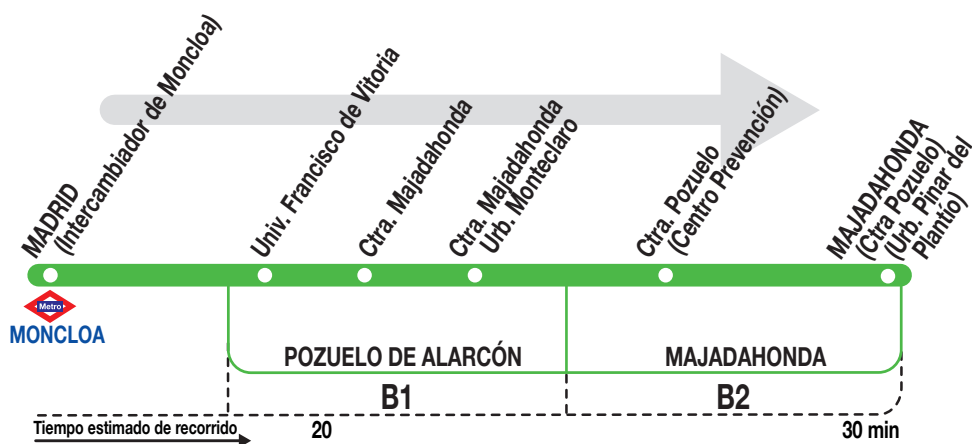 MADRID
(Intercambiador de Moncloa)
Univ. Francisco de Vitoria
Ctra. Majadahonda
Ctra. Majadahonda
Urb. Monteclaro
Ctra. Pozuelo
(Centro Prevención)
MAJADAHONDA
(Ctra Pozuelo)
(Urb. Pinar del
Plantío)
Metro
MONCLOA
POZUELO DE ALARCÓN
MAJADAHONDA
B1
B2
Tiempo estimado de recorrido
20
30 min